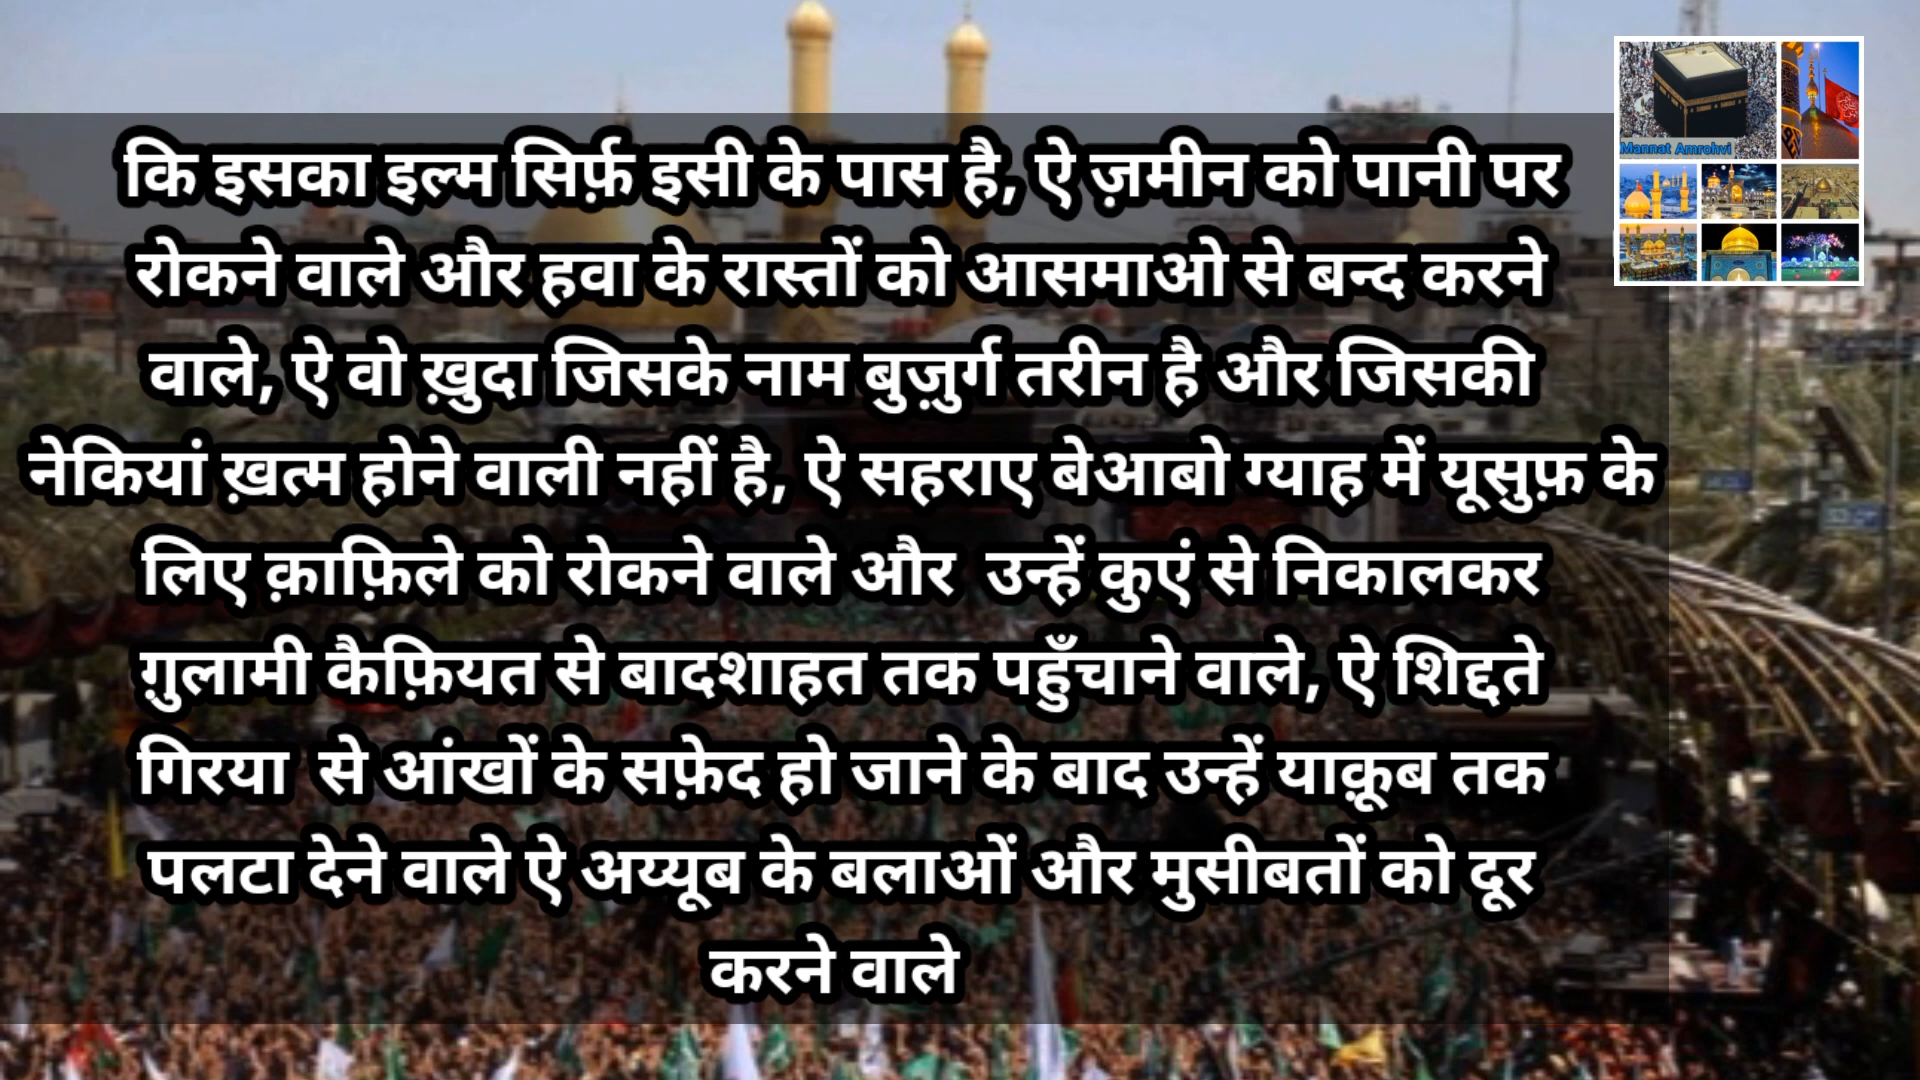 कि इसका इल्म सिर्फ़ इसी के पास है, ऐ ज़मीन को पानी पर
रोकने वाले और हवा के रास्तों को आसमाओ से बन्द करने
वाले, ऐ वो ख़ुदा जिसके नाम बुज़ुर्ग तरीन है और जिसकी
नेकियां ख़त्म होने वाली नहीं है, ऐ सहराए बेआबो ग्याह में यूसुफ़ के
लिए क़ाफ़िले को रोकने वाले और उन्हें कुएं से निकालकर
ग़ुलामी कैफ़ियत से बादशाहत तक पहुँचाने वाले, ऐ शिद्दते
गिरया से आंखों के सफ़ेद हो जाने के बाद उन्हें याक़ूब तक
पलटा देने वाले ऐ अय्यूब के बलाओं और मुसीबतों को दूर
करने वाले
Mannat Amrohvi